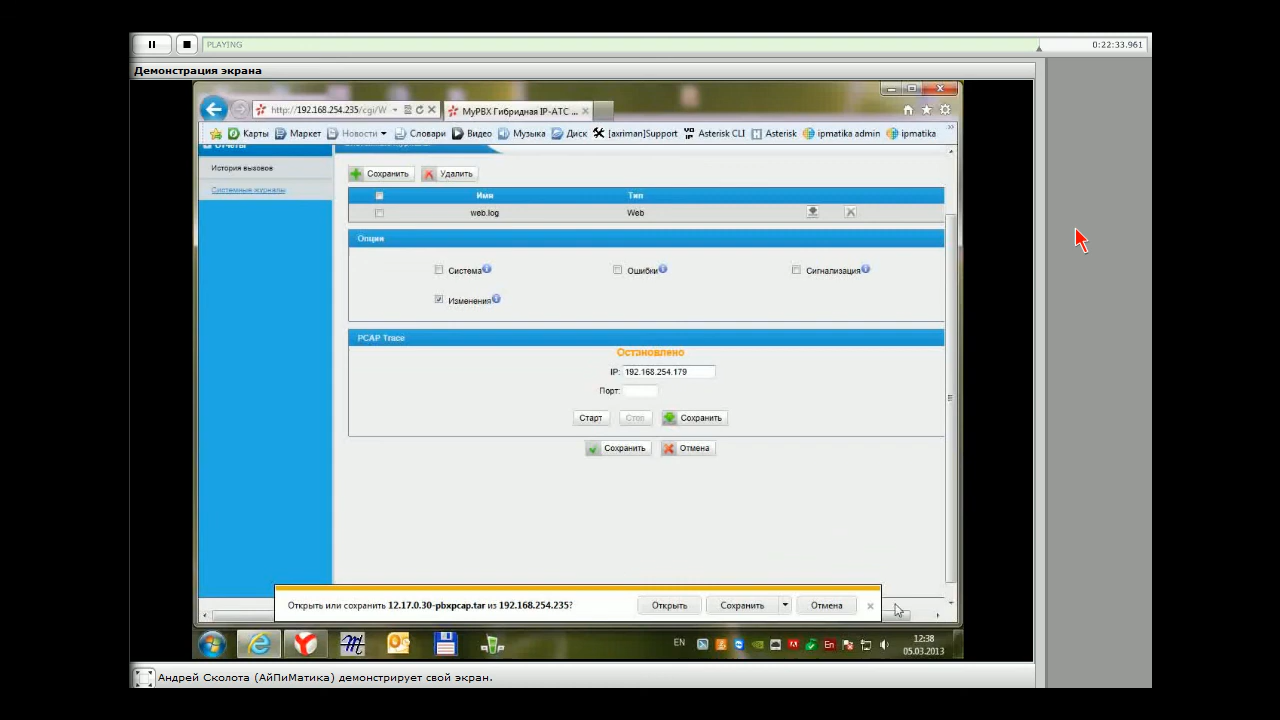 PLAYING
0:22:33.961
Демонстрация экрана
http://192.168.254.235/cgi/W
MyPBX Гибридная IP-АТС ...
Карты Маркет Новости Словари Видео Музыка Диск [axriman]Support Asterisk CLI Asterisk ipmatika admin ipmatika
Отчеты
История вызовов
Системные журналы
Сохранить Удалить
Имя Тип
web.log Web
Опции
Система Ошибки Сигнализация
Изменения
PCAP Trace
Остановлено
IP: 192.168.254.179
Порт:
Старт Стоп Сохранить
Сохранить Отмена
Открыть или сохранить 12.17.0.30-pbxpcap.tar из 192.168.254.235?
Открыть Сохранить Отмена
EN
En
12:38
05.03.2013
Андрей Сколота (АйПиМатика) демонстрирует свой экран.